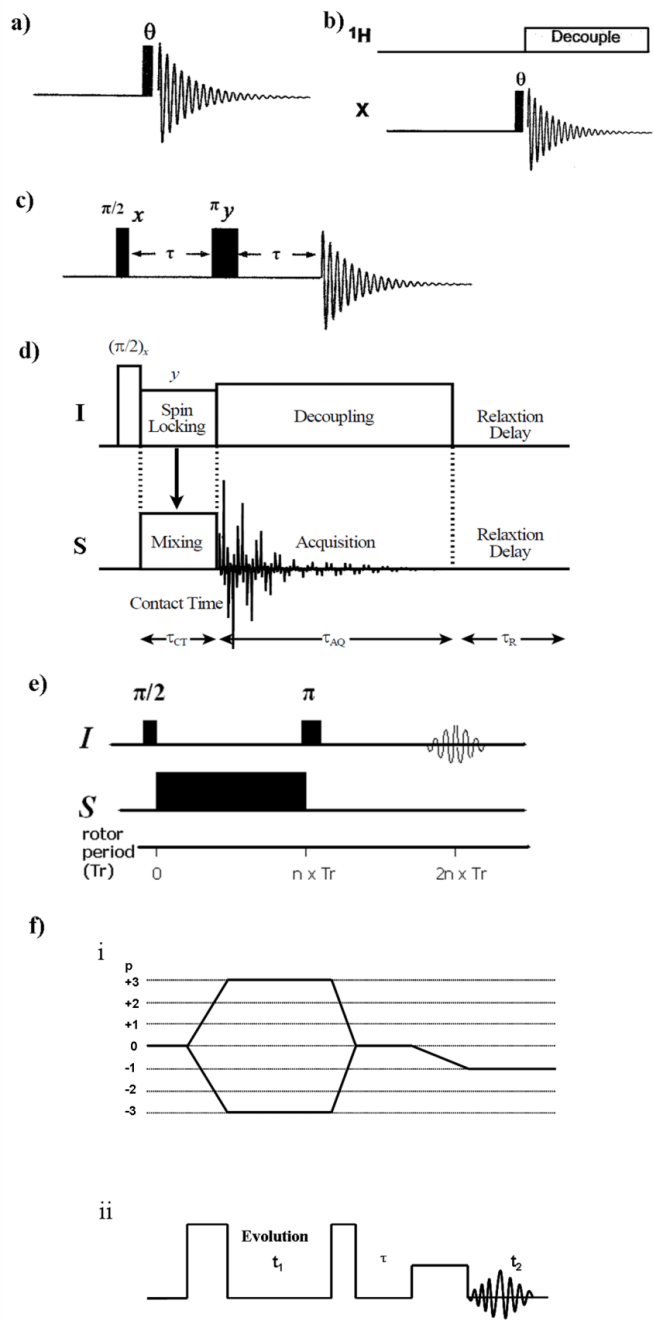 a)
θ
b)
¹H
Decouple
θ
X
c)
π/2 x
π y
τ
τ
d)
(π/2)x
y
I
Spin
Locking
Decoupling
Relaxtion
Delay
S
Mixing
Acquisition
Relaxtion
Delay
Contact Time
τCT
τAQ
τR
e)
π/2
π
I
S
rotor
period
(Tr)
0
n x Tr
2n x Tr
f)
i
p
+3
+2
+1
0
-1
-2
-3
ii
Evolution
t₁
τ
t₂